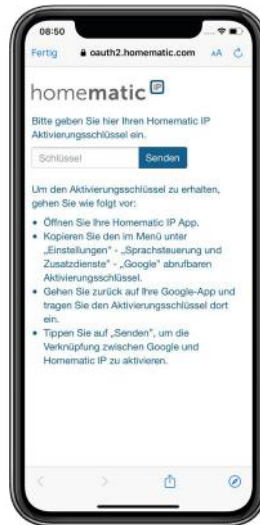 08:50
Fertig oauth2.homematic.com AA
homematic IP
Bitte geben Sie hier Ihren Homematic IP
Aktivierungsschlüssel ein.
Schlüssel Senden
Um den Aktivierungsschlüssel zu erhalten,
gehen Sie wie folgt vor:
• Öffnen Sie Ihre Homematic IP App.
• Kopieren Sie den im Menü unter
„Einstellungen" - „Sprachsteuerung und
Zusatzdienste" - „Google" abrufbaren
Aktivierungsschlüssel.
• Gehen Sie zurück auf Ihre Google-App und
tragen Sie den Aktivierungsschlüssel dort
ein.
• Tippen Sie auf „Senden", um die
Verknüpfung zwischen Google und
Homematic IP zu aktivieren.